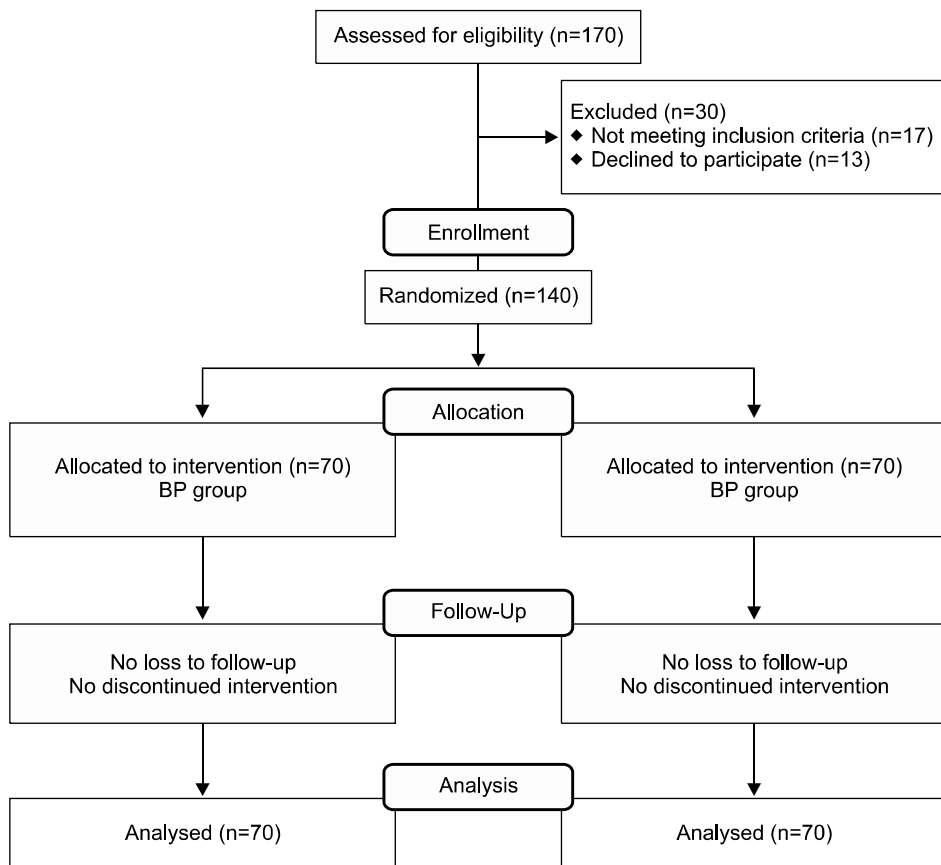 Assessed for eligibility (n=170)
Excluded (n=30)
◆ Not meeting inclusion criteria (n=17)
◆ Declined to participate (n=13)
Enrollment
Randomized (n=140)
Allocation
Allocated to intervention (n=70)
BP group
Allocated to intervention (n=70)
BP group
Follow-Up
No loss to follow-up
No discontinued intervention
No loss to follow-up
No discontinued intervention
Analysis
Analysed (n=70)
Analysed (n=70)